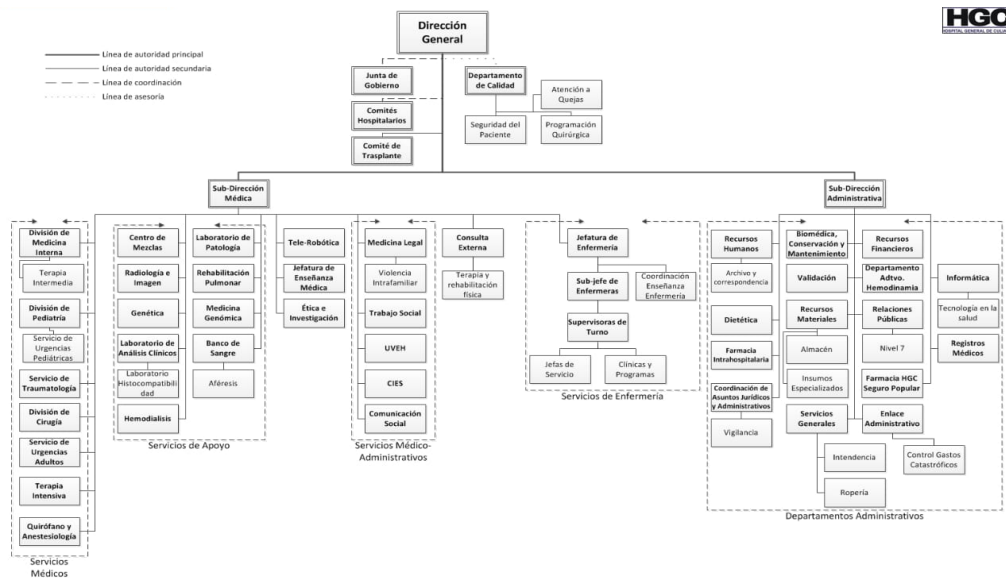 HGC
HOSPITAL GENERAL DE CULIA
Dirección
General
Línea de autoridad principal
Línea de autoridad secundaria
Línea de coordinación
Línea de asesoría
Junta de
Gobierno
Departamento
de Calidad
Atención a
Quejas
Comités
Hospitalarios
Seguridad del
Paciente
Programación
Quirúrgica
Comité de
Trasplante
Sub-Dirección
Médica
Sub-Dirección
Administrativa
División de
Medicina
Interna
Terapia
Intermedia
División de
Pediatría
Servicio de
Urgencias
Pediátricas
Servicio de
Traumatología
División de
Cirugía
Servicio de
Urgencias
Adultos
Terapia
Intensiva
Quirófano y
Anestesiología
Servicios
Médicos
Centro de
Mezclas
Radiología e
Imagen
Genética
Laboratorio de
Análisis Clínicos
Laboratorio
Histocompatibili
dad
Hemodialisis
Laboratorio de
Patología
Rehabilitación
Pulmonar
Medicina
Genómica
Banco de
Sangre
Aféresis
Servicios de Apoyo
Tele-Robótica
Jefatura de
Enseñanza
Médica
Ética e
Investigación
Medicina Legal
Violencia
Intrafamiliar
Trabajo Social
UVEH
CIES
Comunicación
Social
Servicios Médico-
Administrativos
Consulta
Externa
Terapia y
rehabilitación
física
Jefatura de
Enfermería
Sub-jefe de
Enfermeras
Coordinación
Enseñanza
Enfermería
Supervisoras de
Turno
Jefas de
Servicio
Clínicas y
Programas
Servicios de Enfermería
Recursos
Humanos
Archivo y
correspondencia
Dietética
Farmacia
Intrahospitalaria
Coordinación de
Asuntos Jurídicos
y Administrativos
Vigilancia
Biomédica,
Conservación y
Mantenimiento
Validación
Recursos
Materiales
Almacén
Insumos
Especializados
Servicios
Generales
Intendencia
Ropería
Recursos
Financieros
Departamento
Adtvo.
Hemodinamia
Relaciones
Públicas
Nivel 7
Farmacia HGC
Seguro Popular
Enlace
Administrativo
Control Gastos
Catastróficos
Informática
Tecnología en la
salud
Registros
Médicos
Departamentos Administrativos